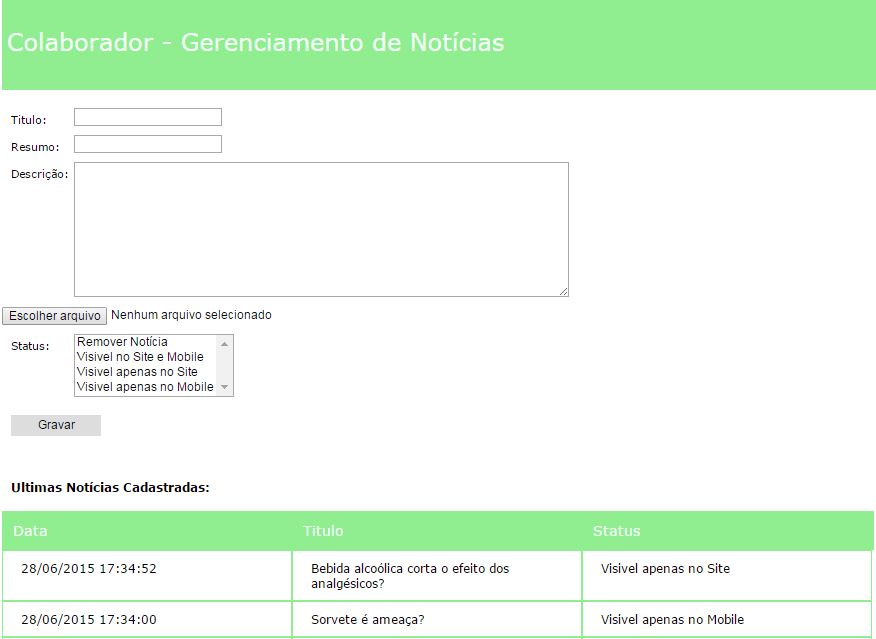 Colaborador - Gerenciamento de Notícias
Titulo:
Resumo:
Descrição:
Escolher arquivo Nenhum arquivo selecionado
Status:
Remover Notícia
Visivel no Site e Mobile
Visivel apenas no Site
Visivel apenas no Mobile
Gravar
Ultimas Notícias Cadastradas:
Data Titulo Status
28/06/2015 17:34:52 Bebida alcoólica corta o efeito dos Visivel apenas no Site
analgésicos?
28/06/2015 17:34:00 Sorvete é ameaça? Visivel apenas no Mobile